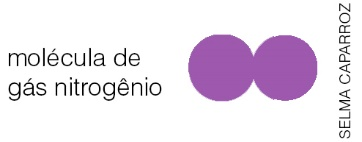 molécula de
gás nitrogênio
SELMA CAPARROZ